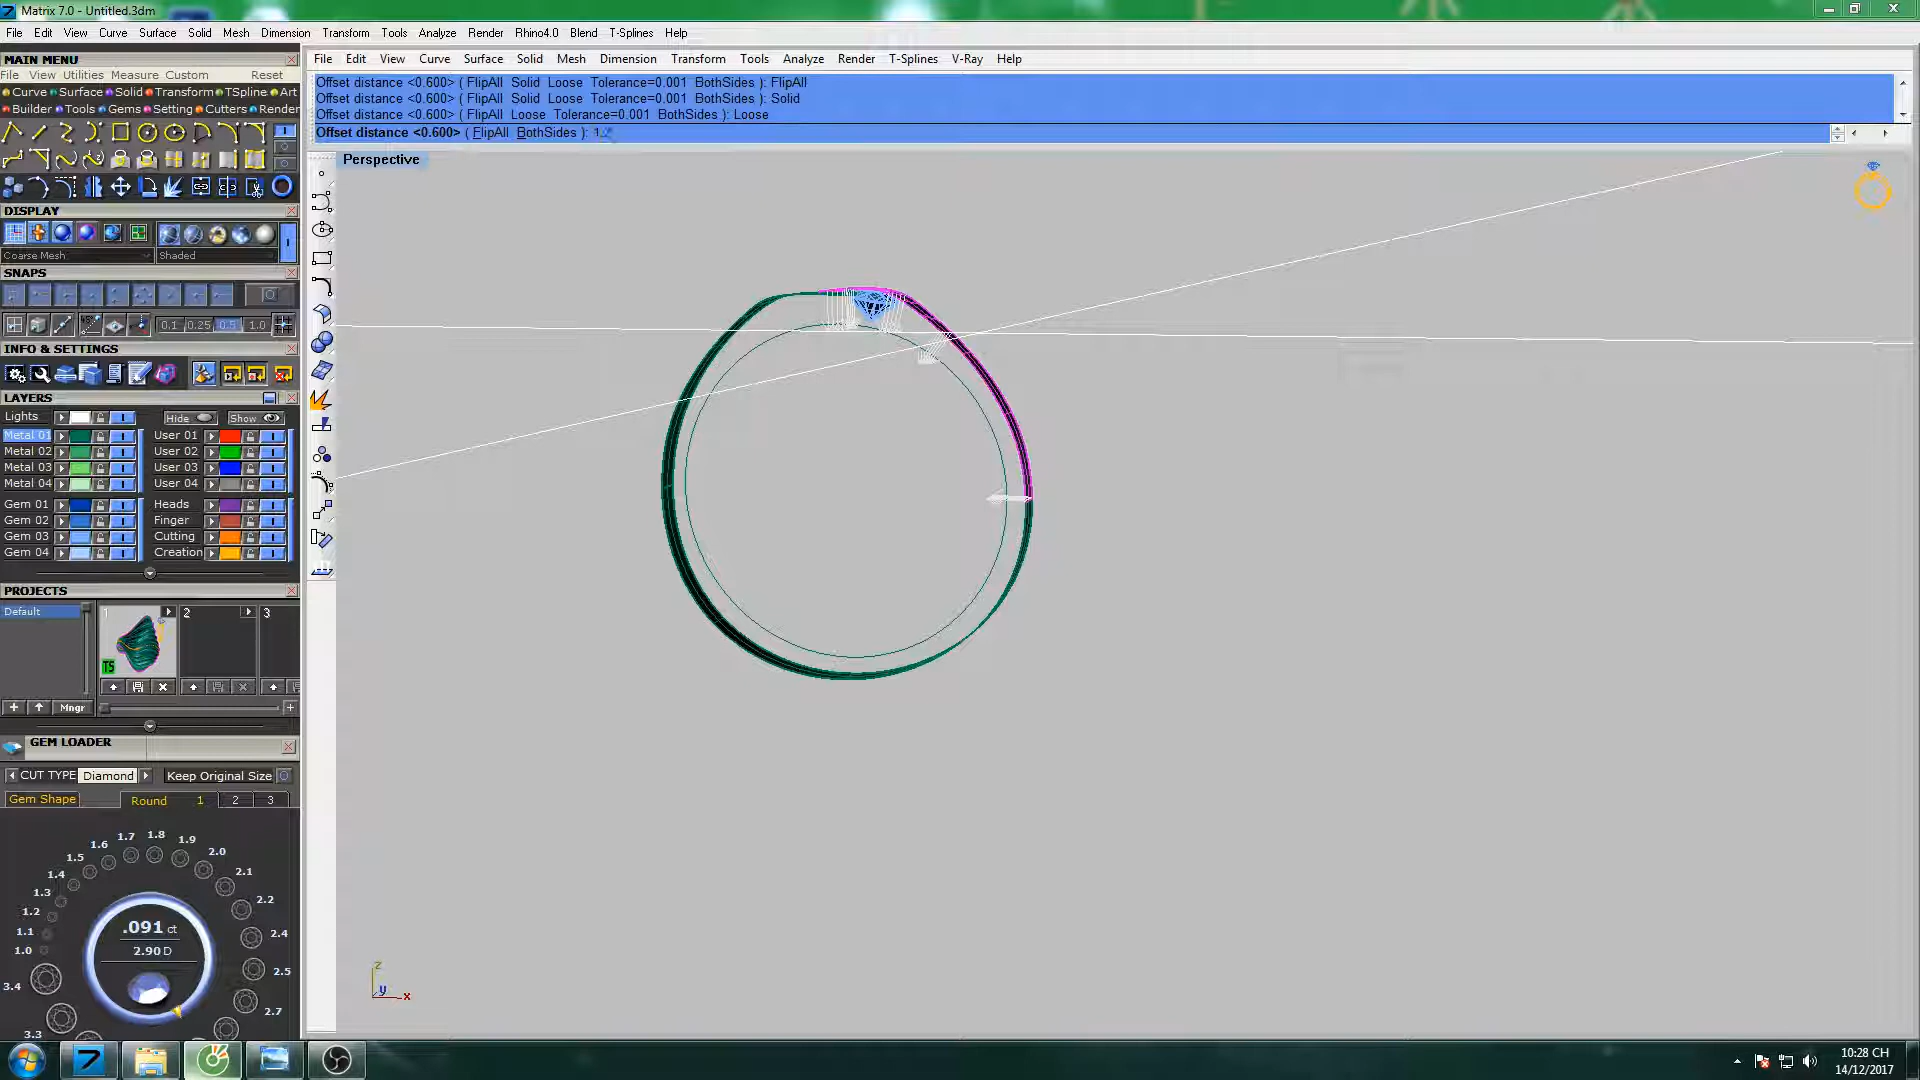 Matrix 7.0 - Untitled.3dm
File Edit View Curve Surface Solid Mesh Dimension Transform Tools Analyze Render Rhino4.0 Blend T-Splines Help
MAIN MENU
File View Utilities Measure Custom Reset
Curve Surface Solid Transform TSpline Art
Builder Tools Gems Setting Cutters Render
DISPLAY
Coarse Mesh Shaded
SNAPS
0.1 0.25 0.5 1.0
INFO & SETTINGS
LAYERS
Lights Hide Show
Metal 01 User 01
Metal 02 User 02
Metal 03 User 03
Metal 04 User 04
Gem 01 Heads
Gem 02 Finger
Gem 03 Cutting
Gem 04 Creation
PROJECTS
Default
1 2 3
TS
Mngr
GEM LOADER
CUT TYPE Diamond Keep Original Size
Gem Shape Round 1 2 3
1.0
1.1
1.2
1.3
1.4
1.5
1.6
1.7
1.8
1.9
2.0
2.1
2.2
2.4
2.5
2.7
3.4
3.3
.091 ct
2.90 D
File Edit View Curve Surface Solid Mesh Dimension Transform Tools Analyze Render T-Splines V-Ray Help
Offset distance <0.600> ( FlipAll Solid Loose Tolerance=0.001 BothSides ): FlipAll
Offset distance <0.600> ( FlipAll Solid Loose Tolerance=0.001 BothSides ): Solid
Offset distance <0.600> ( FlipAll Loose Tolerance=0.001 BothSides ): Loose
Offset distance <0.600> ( FlipAll BothSides ):
Perspective
z
y
x
10:28 CH
14/12/2017